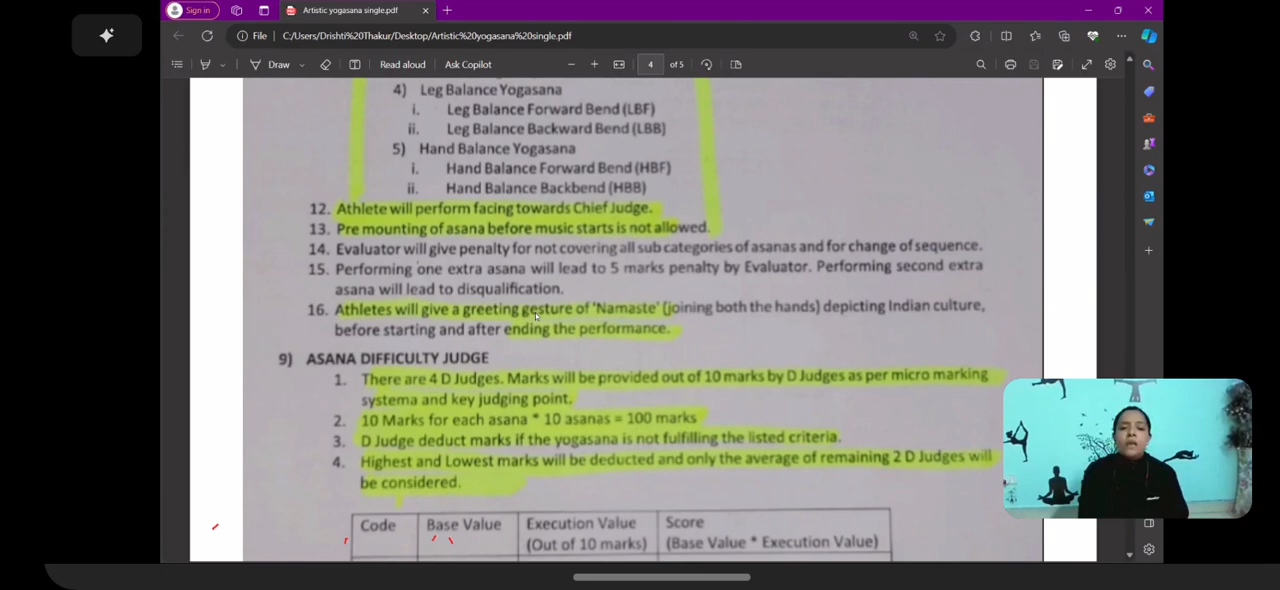 Sign in
Artistic yogasana single.pdf
File
C:/Users/Drishti%20Thakur/Desktop/Artistic%20yogasana%20single.pdf
Draw
Read aloud
Ask Copilot
4 of 5
4) Leg Balance Yogasana
i. Leg Balance Forward Bend (LBF)
ii. Leg Balance Backward Bend (LBB)
5) Hand Balance Yogasana
i. Hand Balance Forward Bend (HBF)
ii. Hand Balance Backbend (HBB)
12. Athlete will perform facing towards Chief Judge.
13. Pre mounting of asana before music starts is not allowed.
14. Evaluator will give penalty for not covering all sub categories of asanas and for change of sequence.
15. Performing one extra asana will lead to 5 marks penalty by Evaluator. Performing second extra
asana will lead to disqualification.
16. Athletes will give a greeting gesture of 'Namaste' (joining both the hands) depicting Indian culture,
before starting and after ending the performance.
9) ASANA DIFFICULTY JUDGE
1. There are 4 D Judges. Marks will be provided out of 10 marks by D Judges as per micro marking
systema and key judging point.
2. 10 Marks for each asana * 10 asanas = 100 marks
3. D Judge deduct marks if the yogasana is not fulfilling the listed criteria.
4. Highest and Lowest marks will be deducted and only the average of remaining 2 D Judges will
be considered.
Code Base Value Execution Value Score
(Out of 10 marks) (Base Value * Execution Value)